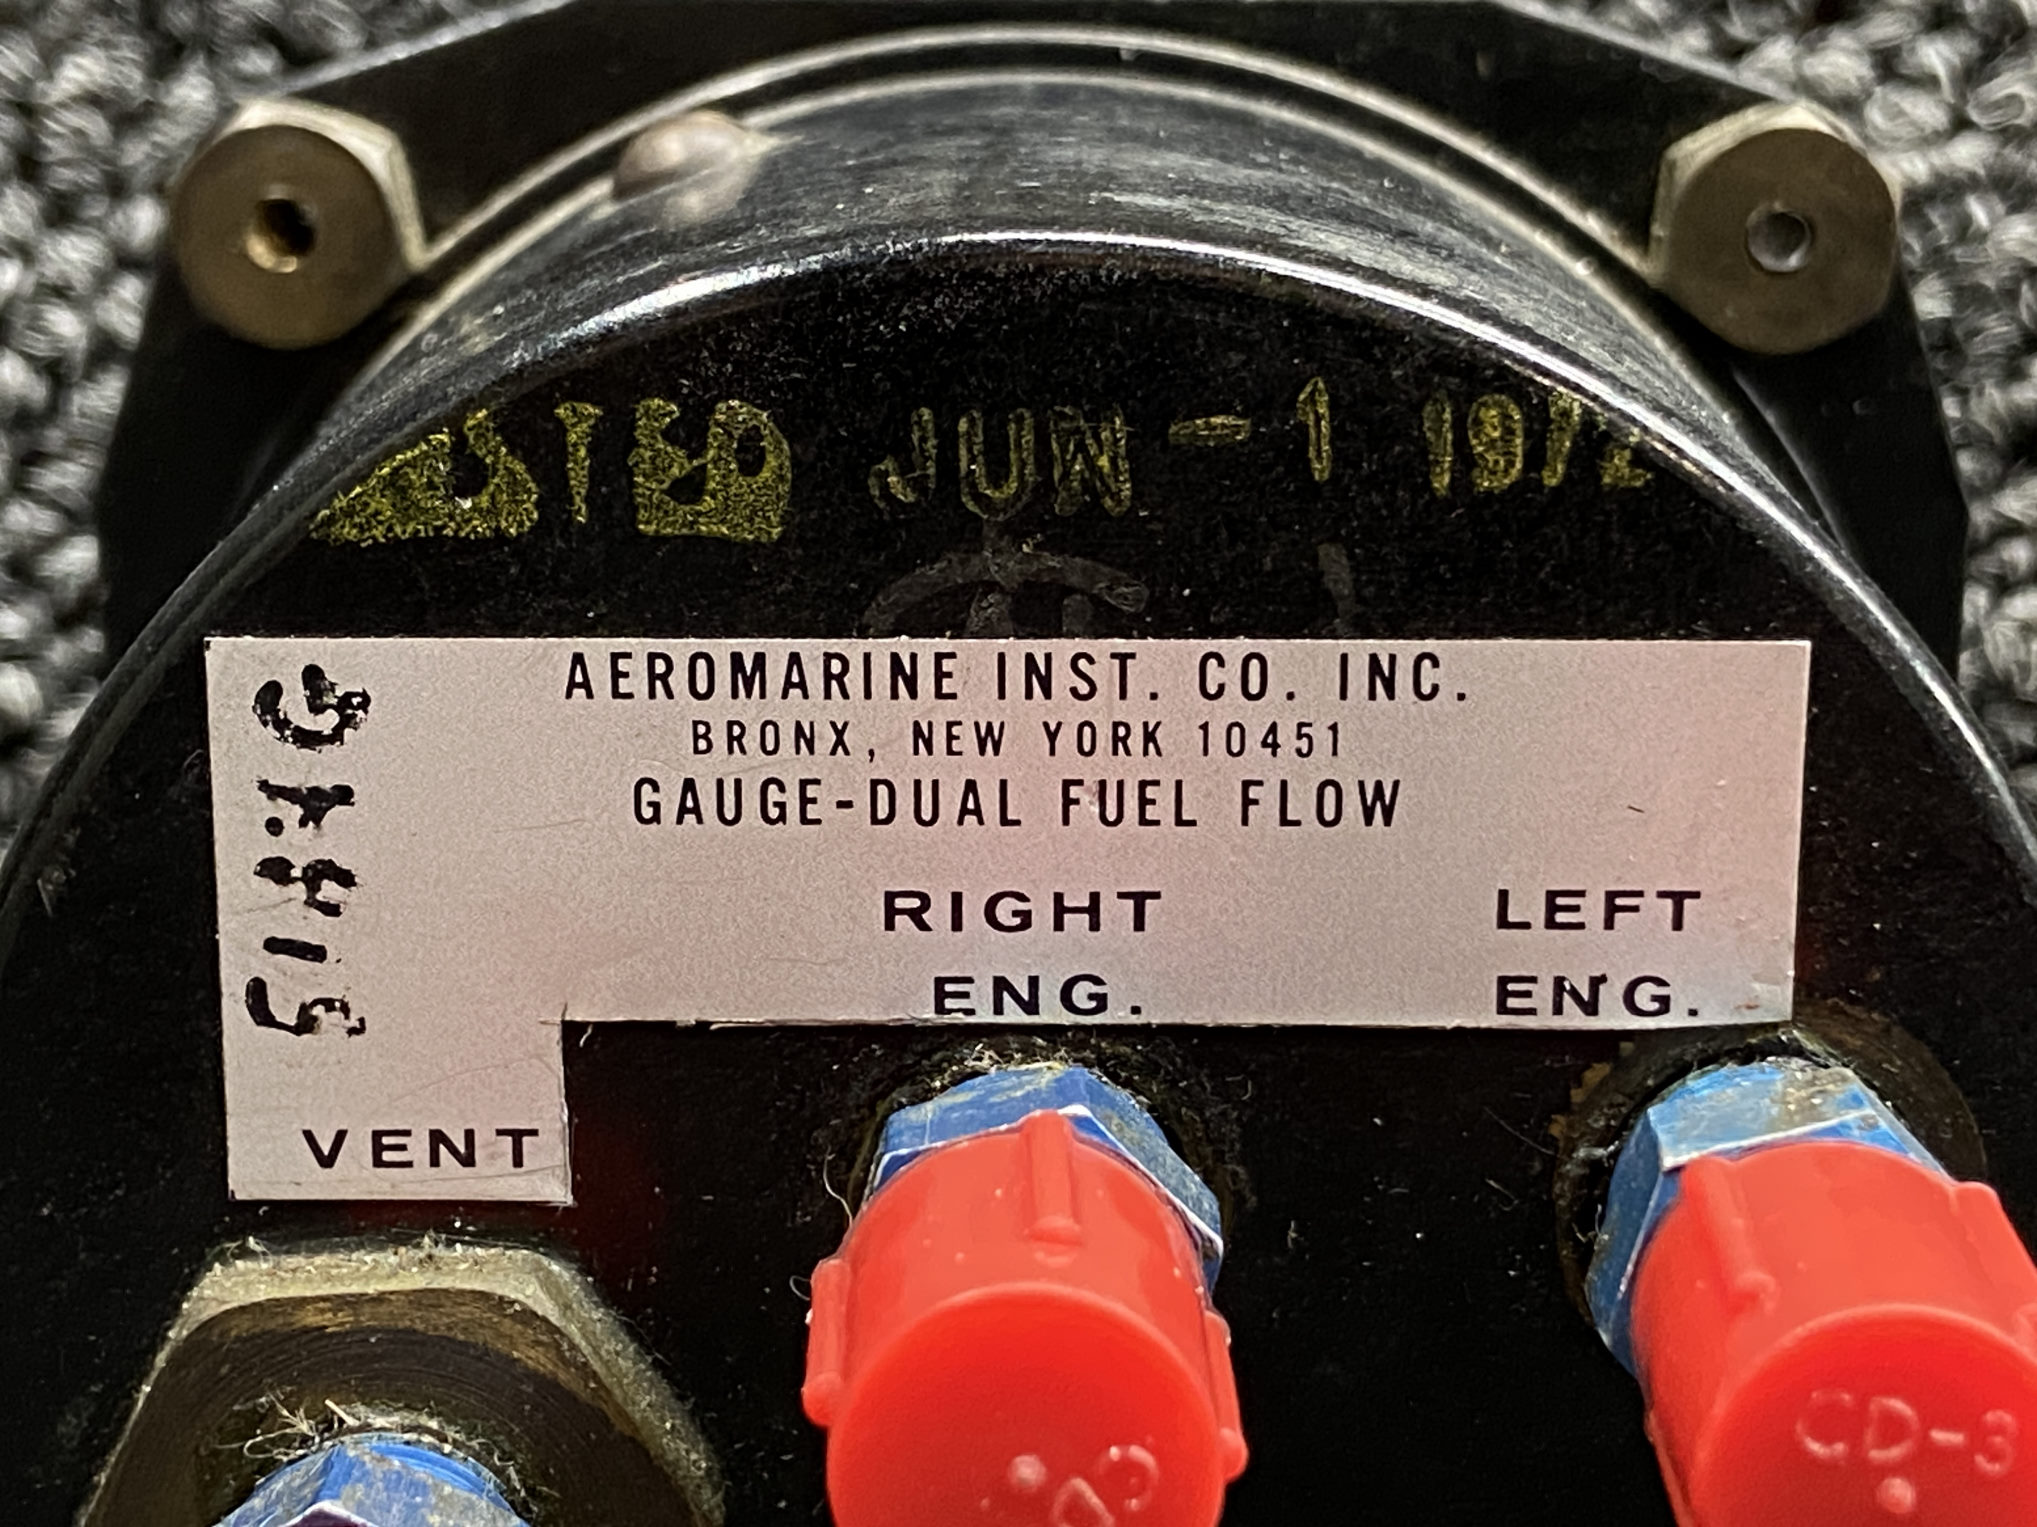 TESTED JUN -1 1972
AEROMARINE INST. CO. INC.
BRONX, NEW YORK 10451
GAUGE-DUAL FUEL FLOW
RIGHT
ENG.
LEFT
ENG.
VENT
CD
CD-3